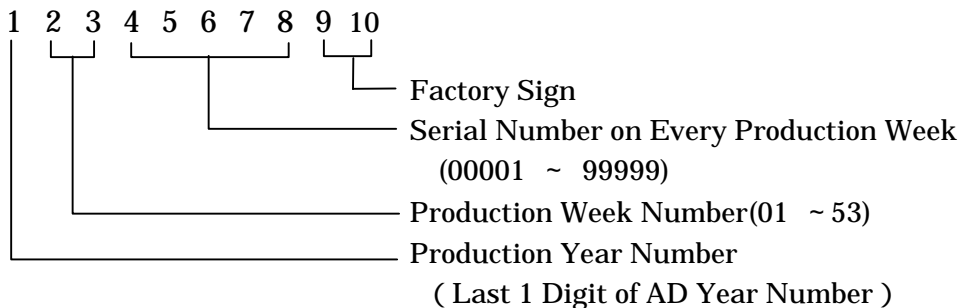 1 2 3 4 5 6 7 8 9 10
Factory Sign
Serial Number on Every Production Week
(00001 ~ 99999)
Production Week Number(01 ~ 53)
Production Year Number
( Last 1 Digit of AD Year Number )